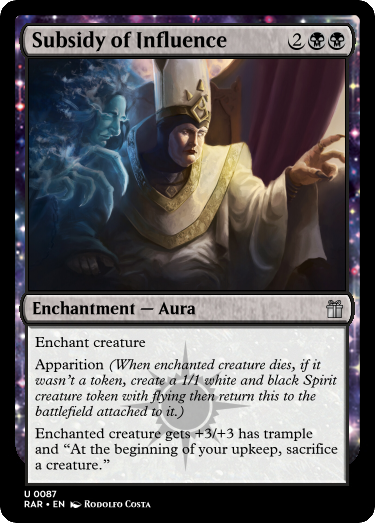 Subsidy of Influence 2
Enchantment — Aura
Enchant creature
Apparition (When enchanted creature dies, if it
wasn't a token, create a 1/1 white and black Spirit
creature token with flying then return this to the
battlefield attached to it.)
Enchanted creature gets +3/+3 has trample
and “At the beginning of your upkeep, sacrifice
a creature.”
U 0087
RAR • EN Rodolfo Costa